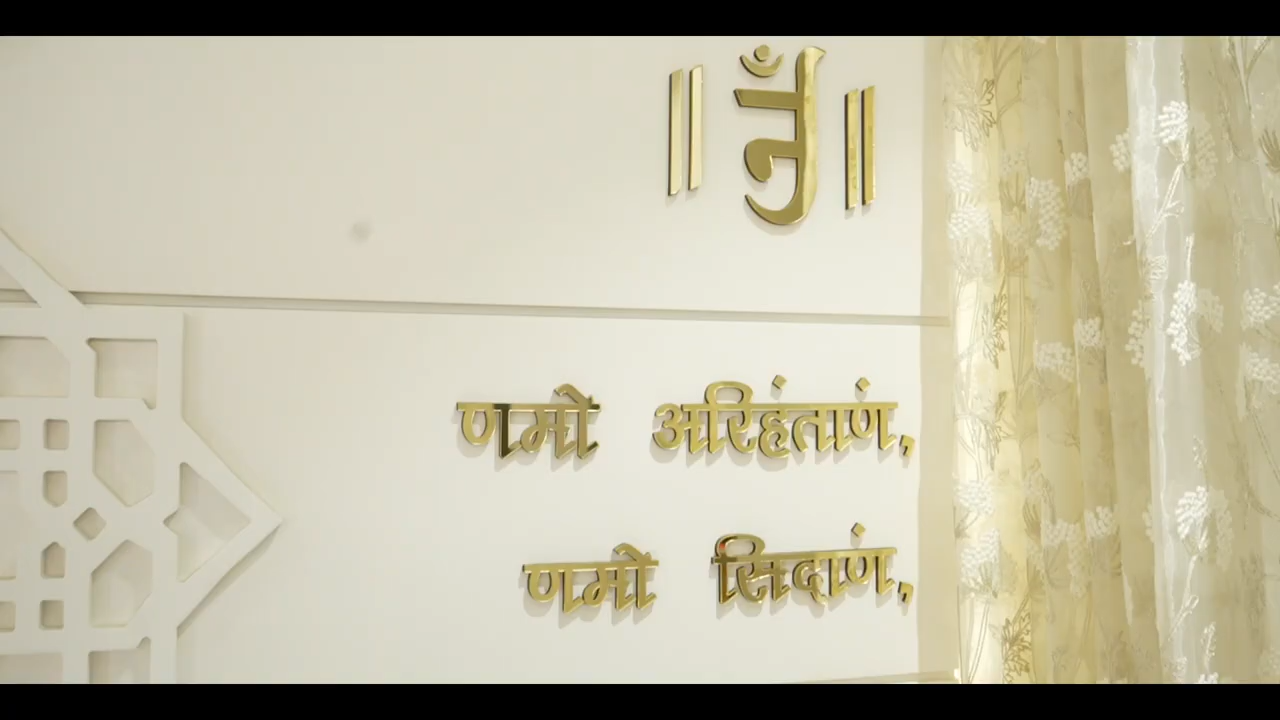 ॥ ॐ ॥
णमो अरिहंताणं,
णमो सिदाणं,